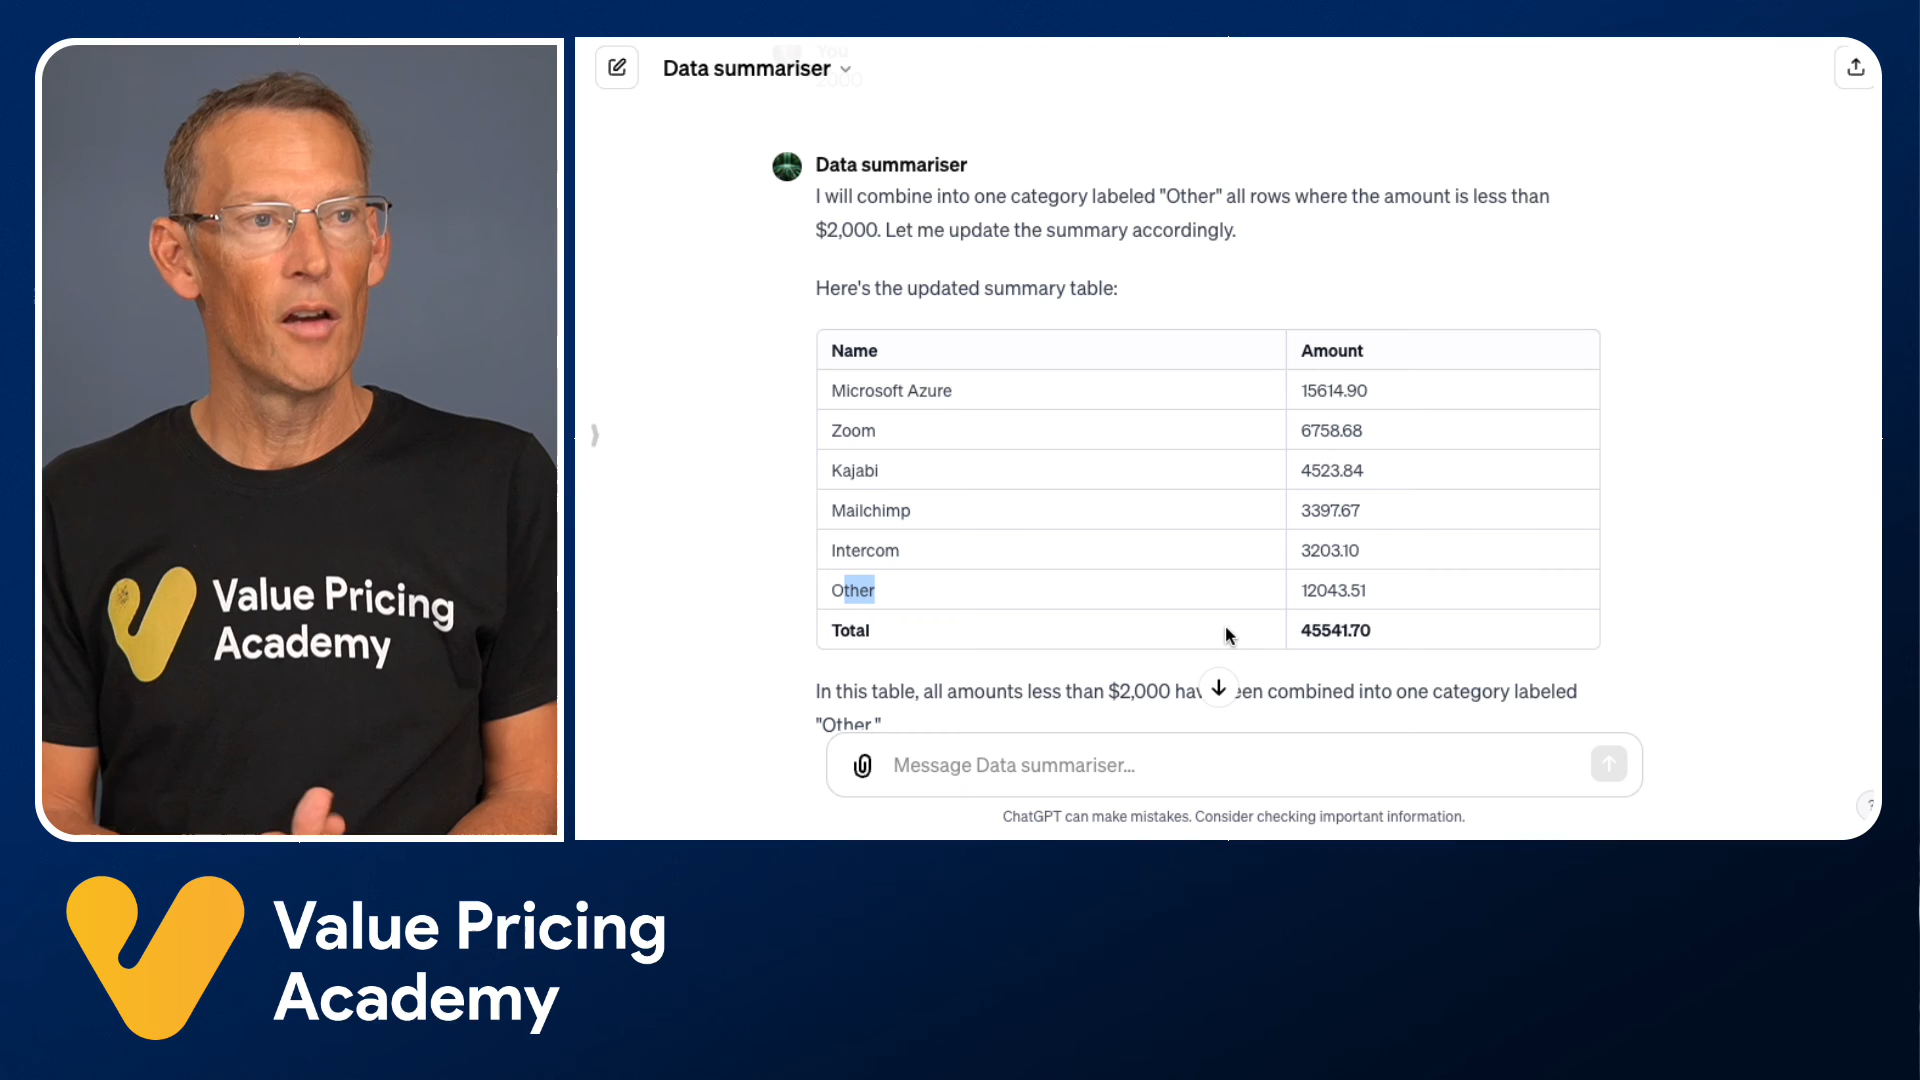 Value Pricing
Academy
You
2000
Data summariser
Data summariser
I will combine into one category labeled "Other" all rows where the amount is less than
$2,000. Let me update the summary accordingly.
Here's the updated summary table:
Name Amount
Microsoft Azure 15614.90
Zoom 6758.68
Kajabi 4523.84
Mailchimp 3397.67
Intercom 3203.10
Other 12043.51
Total 45541.70
In this table, all amounts less than $2,000 hav een combined into one category labeled
"Other."
Message Data summariser...
ChatGPT can make mistakes. Consider checking important information.
?
Value Pricing
Academy